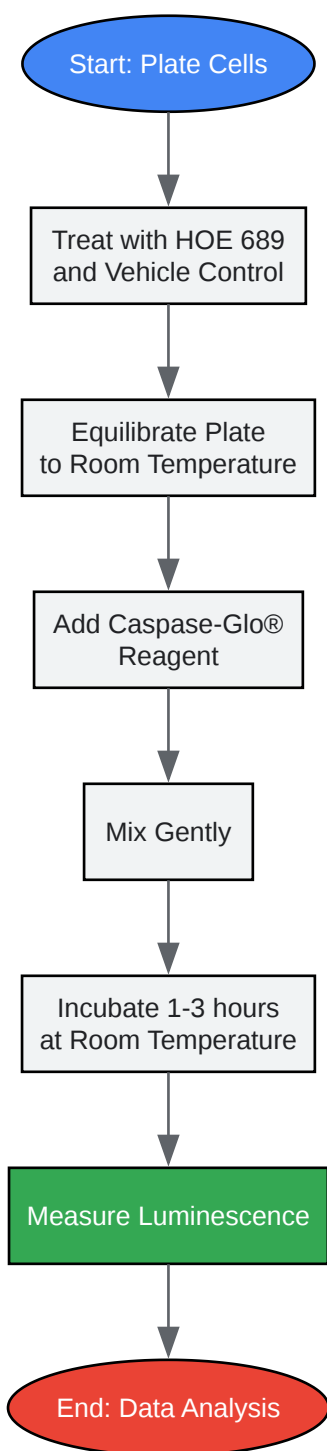 Start: Plate Cells
Treat with HOE 689
and Vehicle Control
Equilibrate Plate
to Room Temperature
Add Caspase-Glo®
Reagent
Mix Gently
Incubate 1-3 hours
at Room Temperature
Measure Luminescence
End: Data Analysis